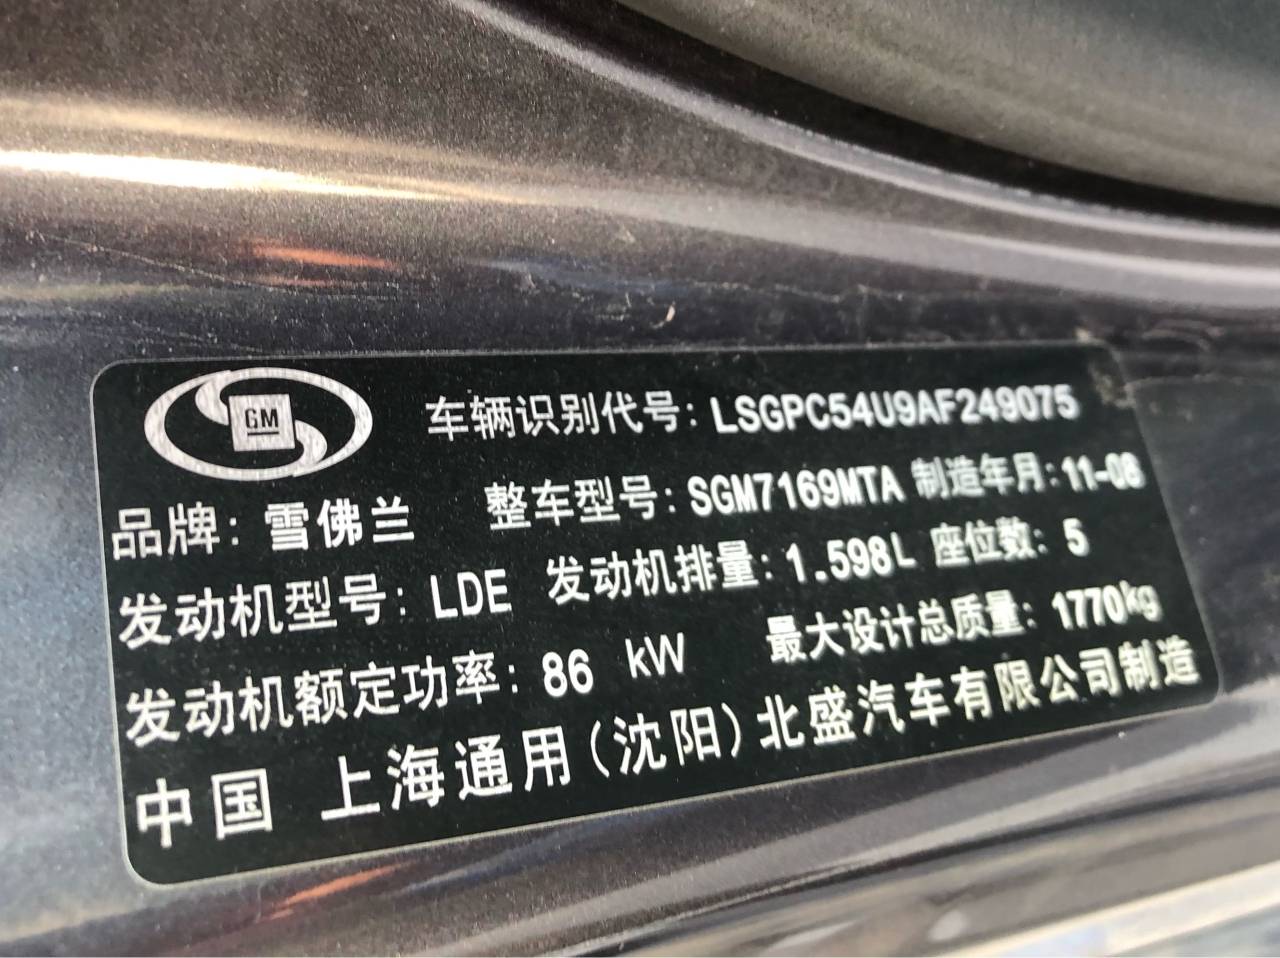 GM
车辆识别代号: LSGPC54U9AF249075
品牌: 雪佛兰 整车型号: SGM7169MTA 制造年月: 11-08
发动机型号: LDE 发动机排量: 1.598L 座位数: 5
发动机额定功率: 86 kW 最大设计总质量: 1770kg
中国 上海通用(沈阳)北盛汽车有限公司制造